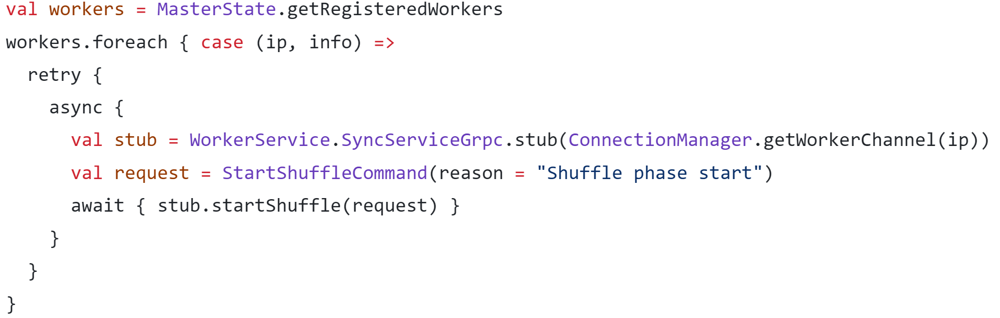 val workers = MasterState.getRegisteredWorkers
workers.foreach { case (ip, info) =>
  retry {
    async {
      val stub = WorkerService.SyncServiceGrpc.stub(ConnectionManager.getWorkerChannel(ip))
      val request = StartShuffleCommand(reason = "Shuffle phase start")
      await { stub.startShuffle(request) }
    }
  }
}